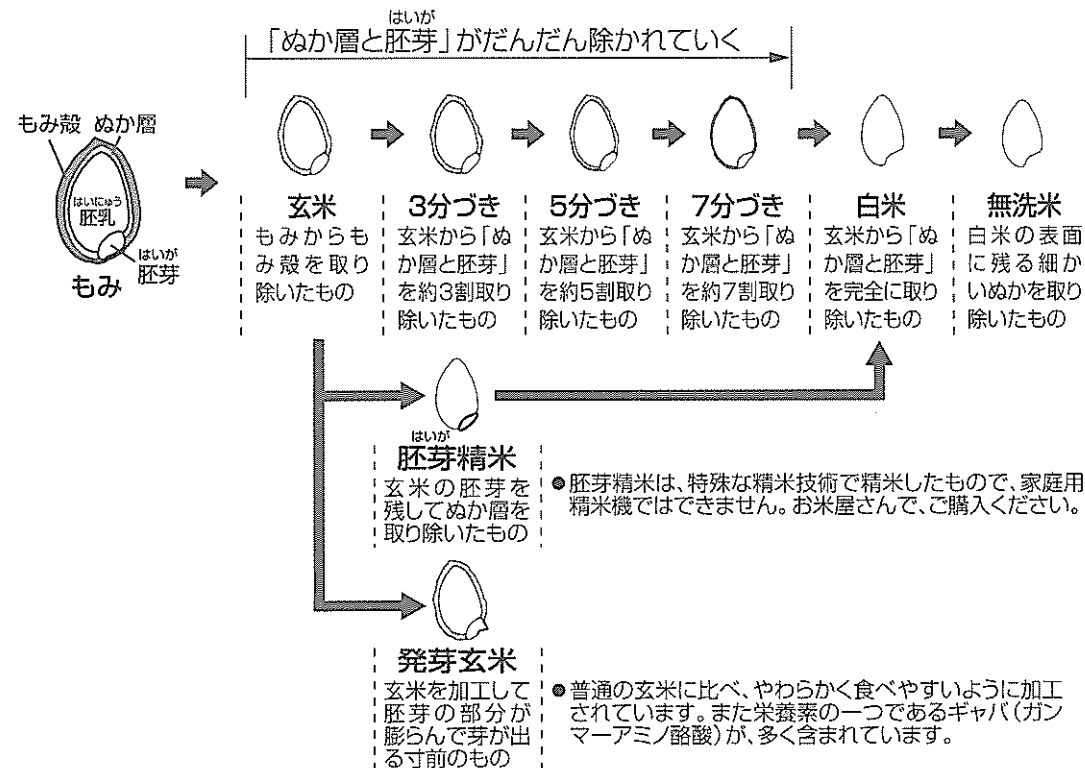 はいが
「ぬか層と胚芽」がだんだん除かれていく
もみ殻 ぬか層
はいにゅう
胚乳
はいが
胚芽
もみ
玄米
もみからも
み殻を取り
除いたもの
3分づき
玄米から「ぬ
か層と胚芽」
を約3割取り
除いたもの
5分づき
玄米から「ぬ
か層と胚芽」
を約5割取り
除いたもの
7分づき
玄米から「ぬ
か層と胚芽」
を約7割取り
除いたもの
白米
玄米から「ぬ
か層と胚芽」
を完全に取り
除いたもの
無洗米
白米の表面
に残る細か
いぬかを取り
除いたもの
はいが
胚芽精米
玄米の胚芽を
残してぬか層を
取り除いたもの
●胚芽精米は、特殊な精米技術で精米したもので、家庭用
精米機ではできません。お米屋さんで、ご購入ください。
発芽玄米
玄米を加工して
胚芽の部分が
膨らんで芽が出
る寸前のもの
●普通の玄米に比べ、やわらかく食べやすいように加工
されています。また栄養素の一つであるギャバ(ガン
マーアミノ酪酸)が、多く含まれています。